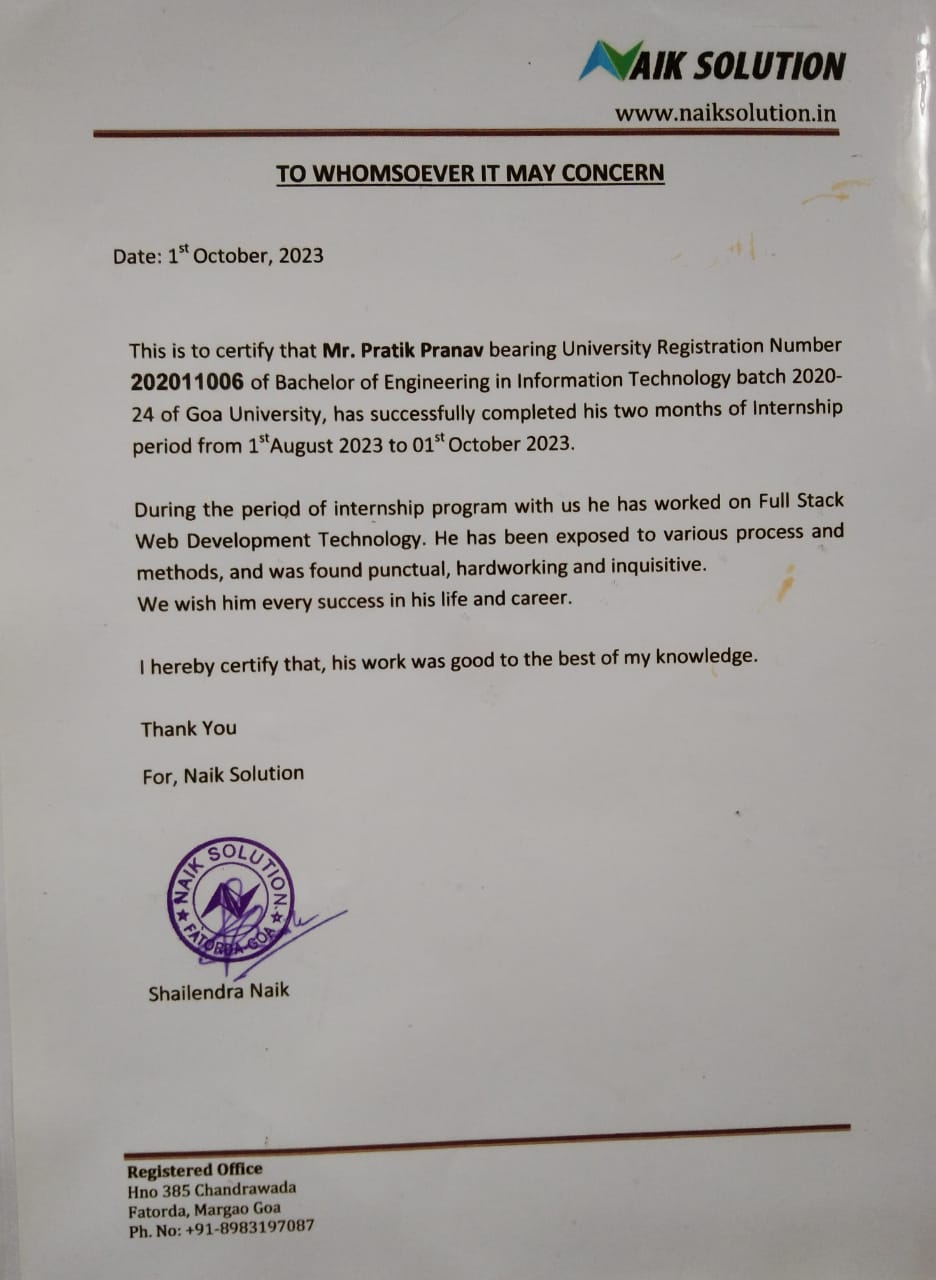 NAIK SOLUTION
www.naiksolution.in
TO WHOMSOEVER IT MAY CONCERN
Date: 1st October, 2023
This is to certify that Mr. Pratik Pranav bearing University Registration Number
202011006 of Bachelor of Engineering in Information Technology batch 2020-
24 of Goa University, has successfully completed his two months of Internship
period from 1st August 2023 to 01st October 2023.
During the period of internship program with us he has worked on Full Stack
Web Development Technology. He has been exposed to various process and
methods, and was found punctual, hardworking and inquisitive.
We wish him every success in his life and career.
I hereby certify that, his work was good to the best of my knowledge.
Thank You
For, Naik Solution
NAIK SOLUTION.
★ FATORDA-GOA ★
Shailendra Naik
Registered Office
Hno 385 Chandrawada
Fatorda, Margao Goa
Ph. No: +91-8983197087